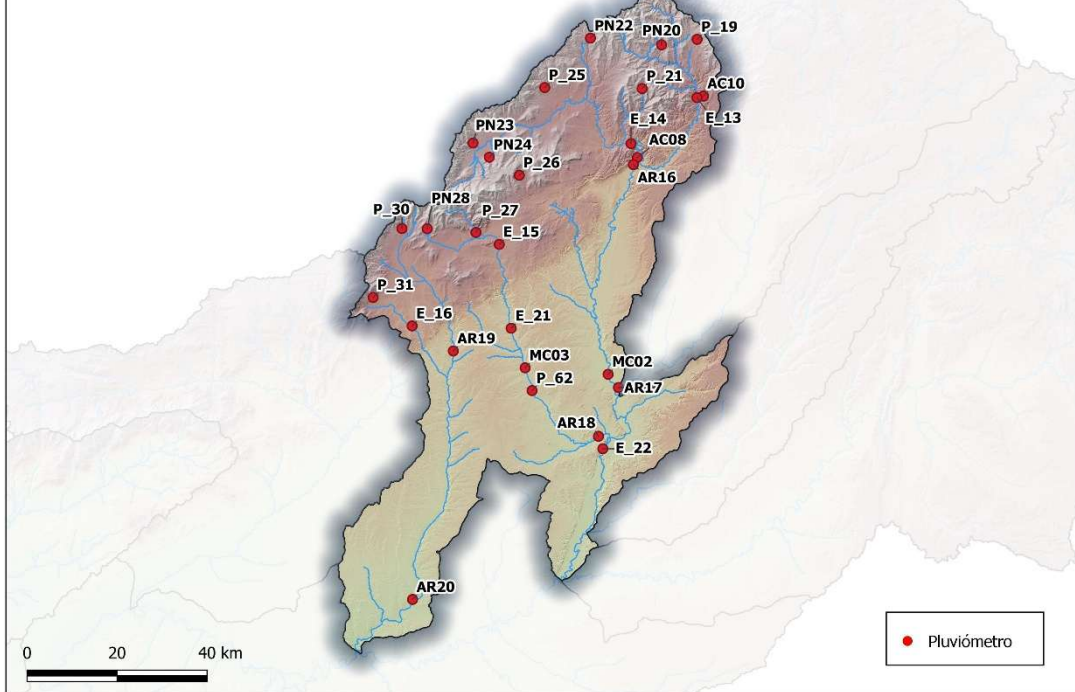 PN22
PN20
P_19
P_25
P_21
AC10
E_13
E_14
PN23
AC08
PN24
P_26
AR16
PN28
P_30
P_27
E_15
P_31
E_16
E_21
AR19
MC03
MC02
P_62
AR17
AR18
E_22
AR20
0 20 40 km
Pluviómetro